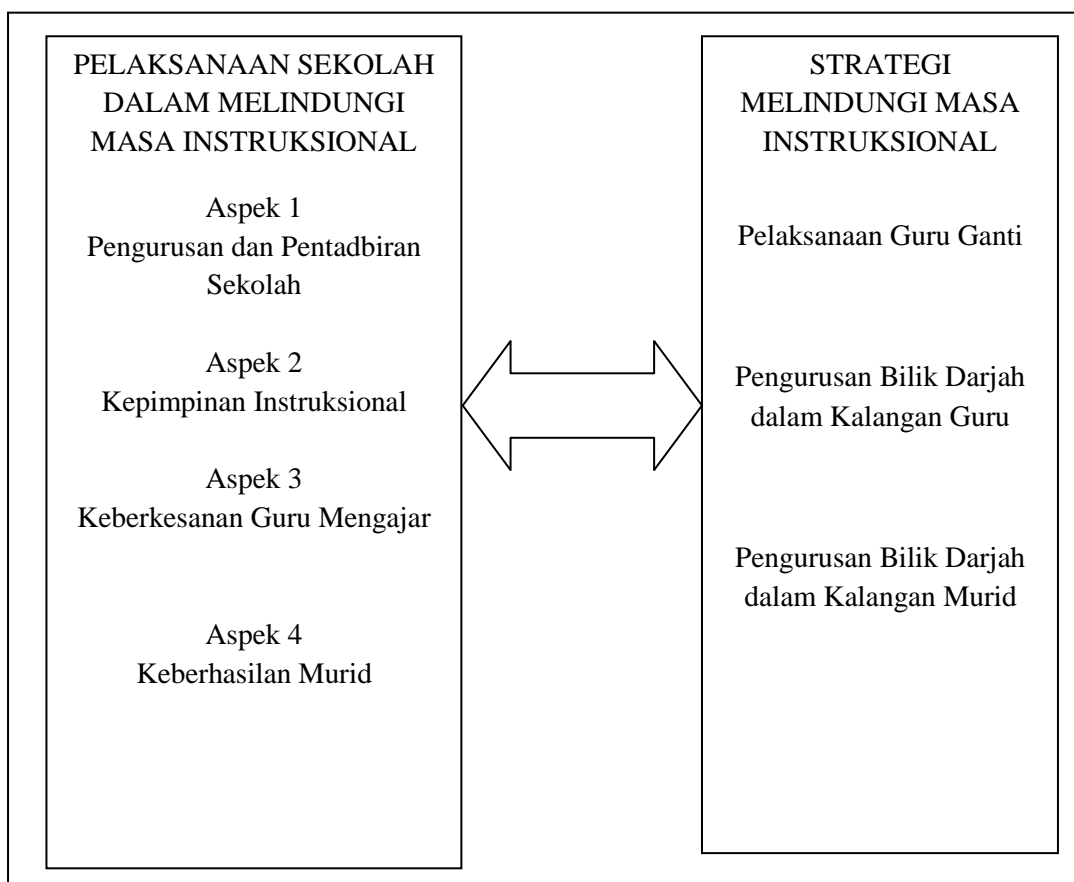 PELAKSANAAN SEKOLAH
DALAM MELINDUNGI
MASA INSTRUKSIONAL
Aspek 1
Pengurusan dan Pentadbiran
Sekolah
Aspek 2
Kepimpinan Instruksional
Aspek 3
Keberkesanan Guru Mengajar
Aspek 4
Keberhasilan Murid
STRATEGI
MELINDUNGI MASA
INSTRUKSIONAL
Pelaksanaan Guru Ganti
Pengurusan Bilik Darjah
dalam Kalangan Guru
Pengurusan Bilik Darjah
dalam Kalangan Murid